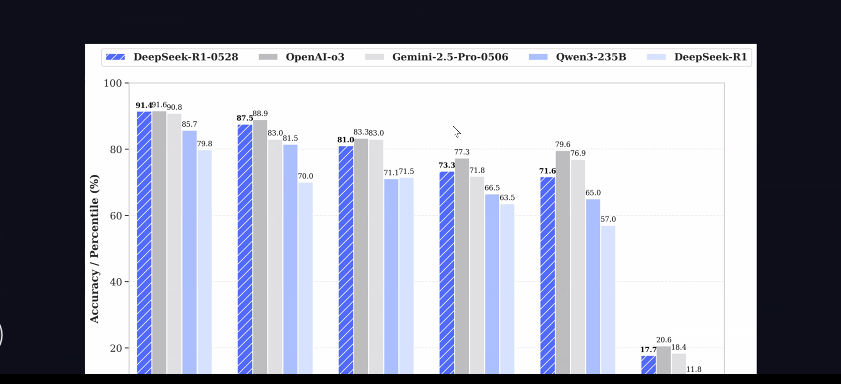 DeepSeek-R1-0528 OpenAI-o3 Gemini-2.5-Pro-0506 Qwen3-235B DeepSeek-R1
100
91.4 91.6 90.8 85.7 79.8
87.5 88.9 83.0 81.5 70.0
81.0 83.3 83.0 71.1 71.5
73.3 77.3 71.8 66.5 63.5
71.6 79.6 76.9 65.0 57.0
17.7 20.6 18.4 11.8
80
60
40
20
Accuracy / Percentile (%)